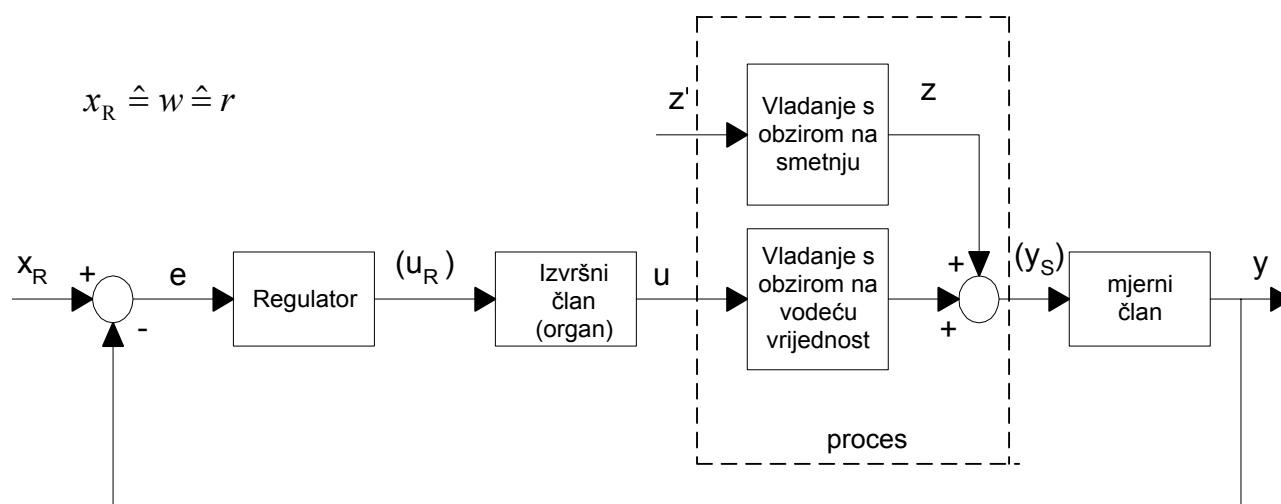 x_R ≙ w ≙ r
z'
Vladanje s
obzirom na
smetnju
z
x_R
+
-
e
Regulator
(u_R)
Izvršni
član
(organ)
u
Vladanje s
obzirom na
vodeću
vrijednost
+
+
(y_S)
mjerni
član
y
proces